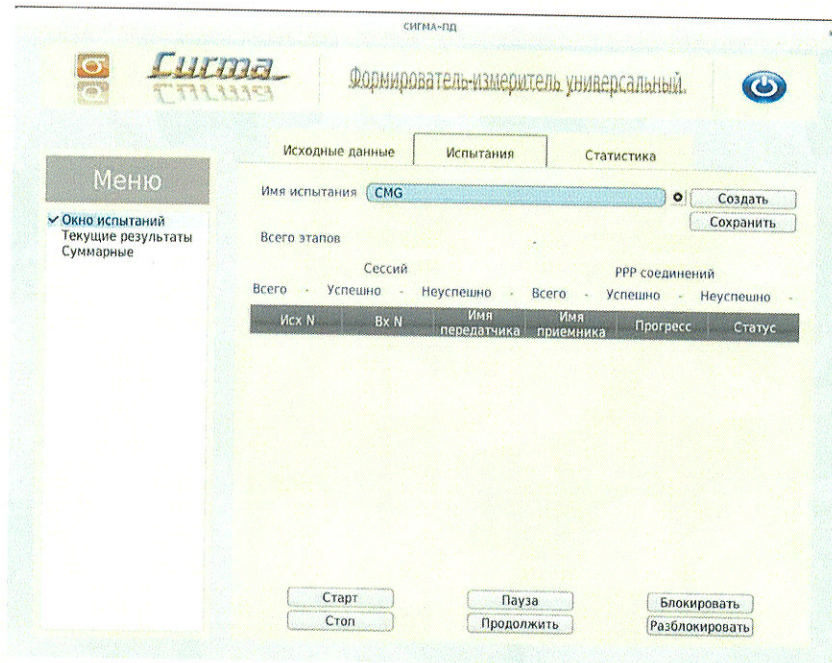 СИГМА-ПД
Сигма
Формирователь-измеритель универсальный.
Исходные данные Испытания Статистика
Меню
Имя испытания CMG Создать
Сохранить
✓ Окно испытаний
Текущие результаты
Суммарные
Всего этапов -
Сессий PPP соединений
Всего - Успешно - Неуспешно - Всего - Успешно - Неуспешно -
Исх N Вх N Имя передатчика Имя приемника Прогресс Статус
Старт Пауза Блокировать
Стоп Продолжить Разблокировать